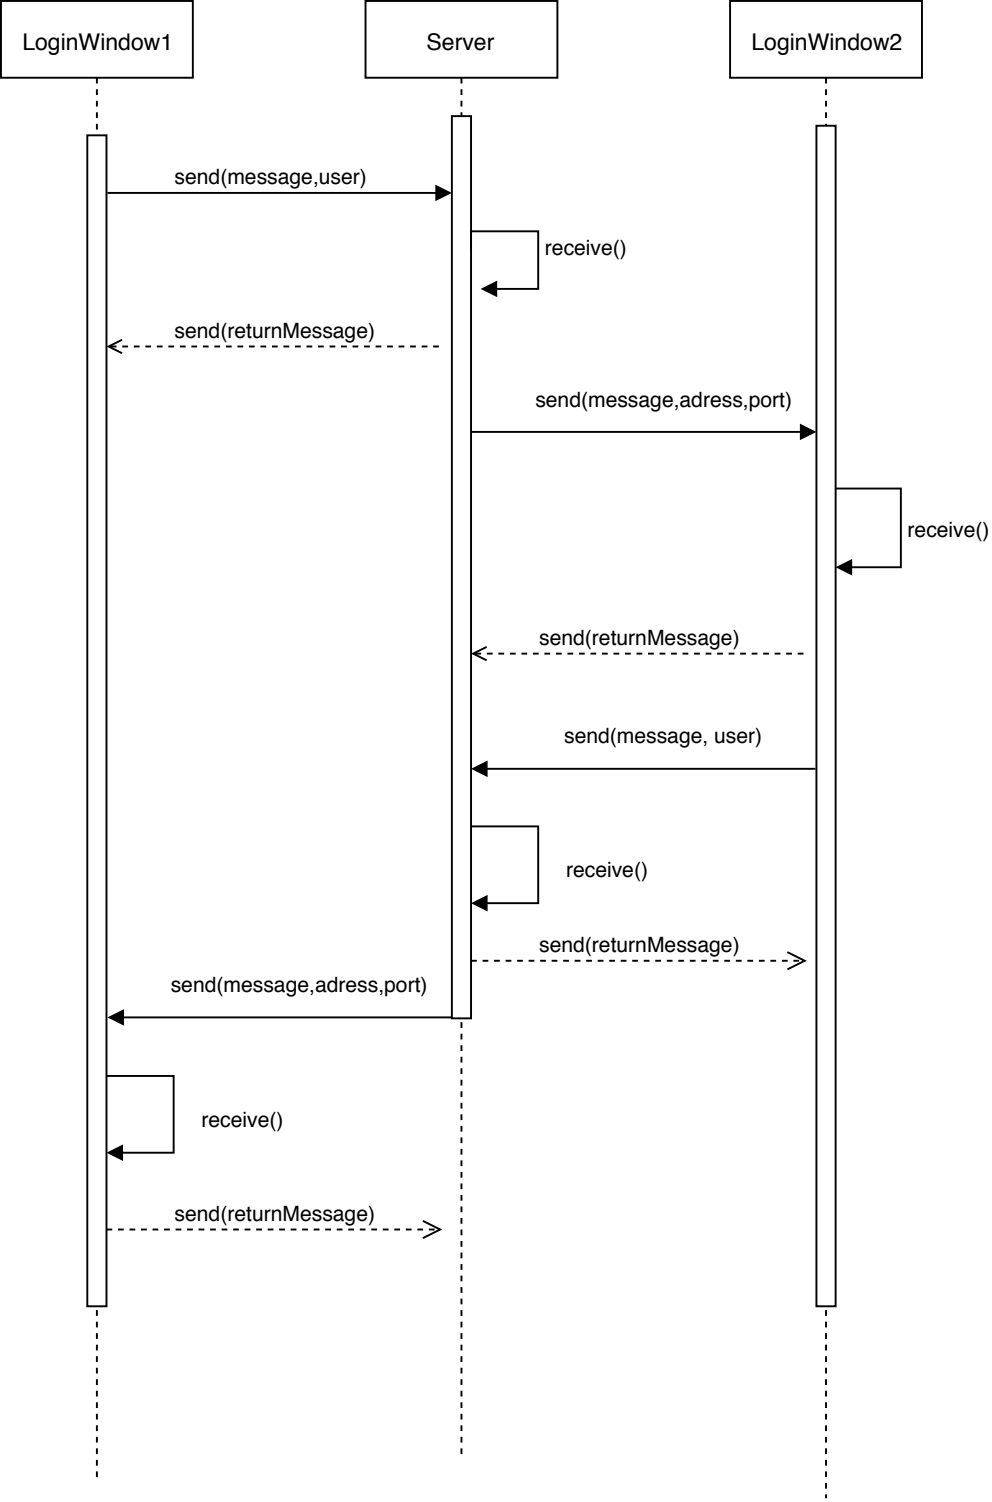 LoginWindow1
Server
LoginWindow2
send(message,user)
receive()
send(returnMessage)
send(message,adress,port)
receive()
send(returnMessage)
send(message, user)
receive()
send(returnMessage)
send(message,adress,port)
receive()
send(returnMessage)